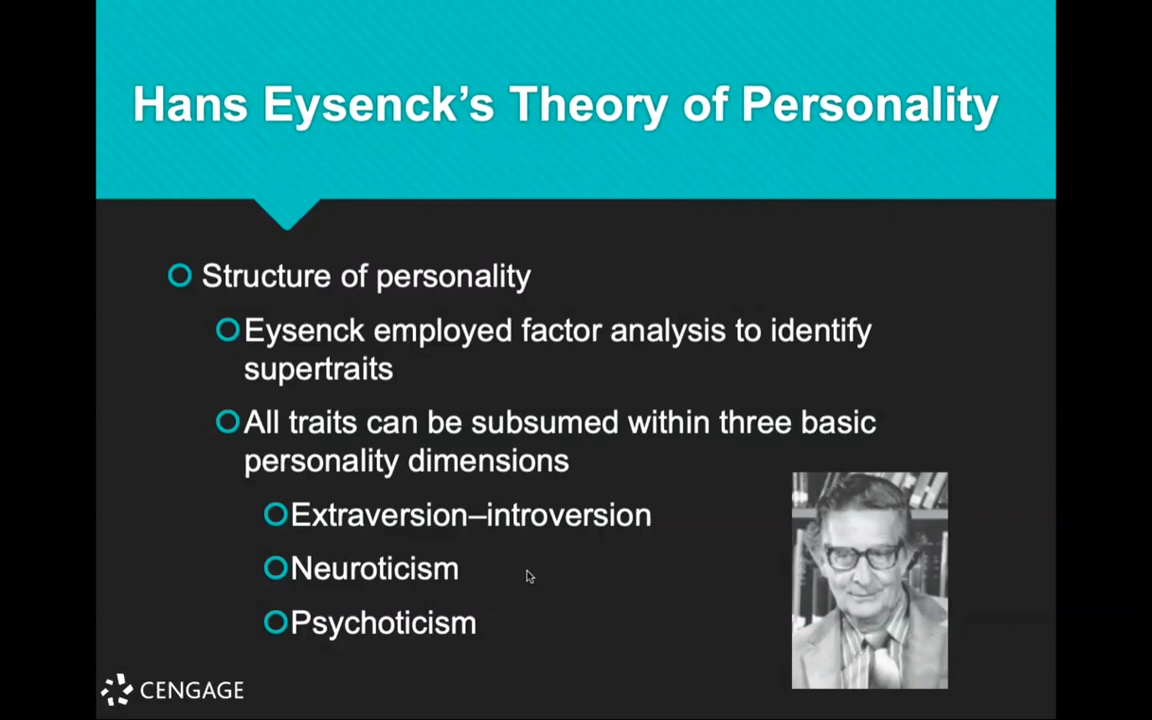 Hans Eysenck’s Theory of Personality
Structure of personality
Eysenck employed factor analysis to identify
supertraits
All traits can be subsumed within three basic
personality dimensions
Extraversion–introversion
Neuroticism
Psychoticism
CENGAGE